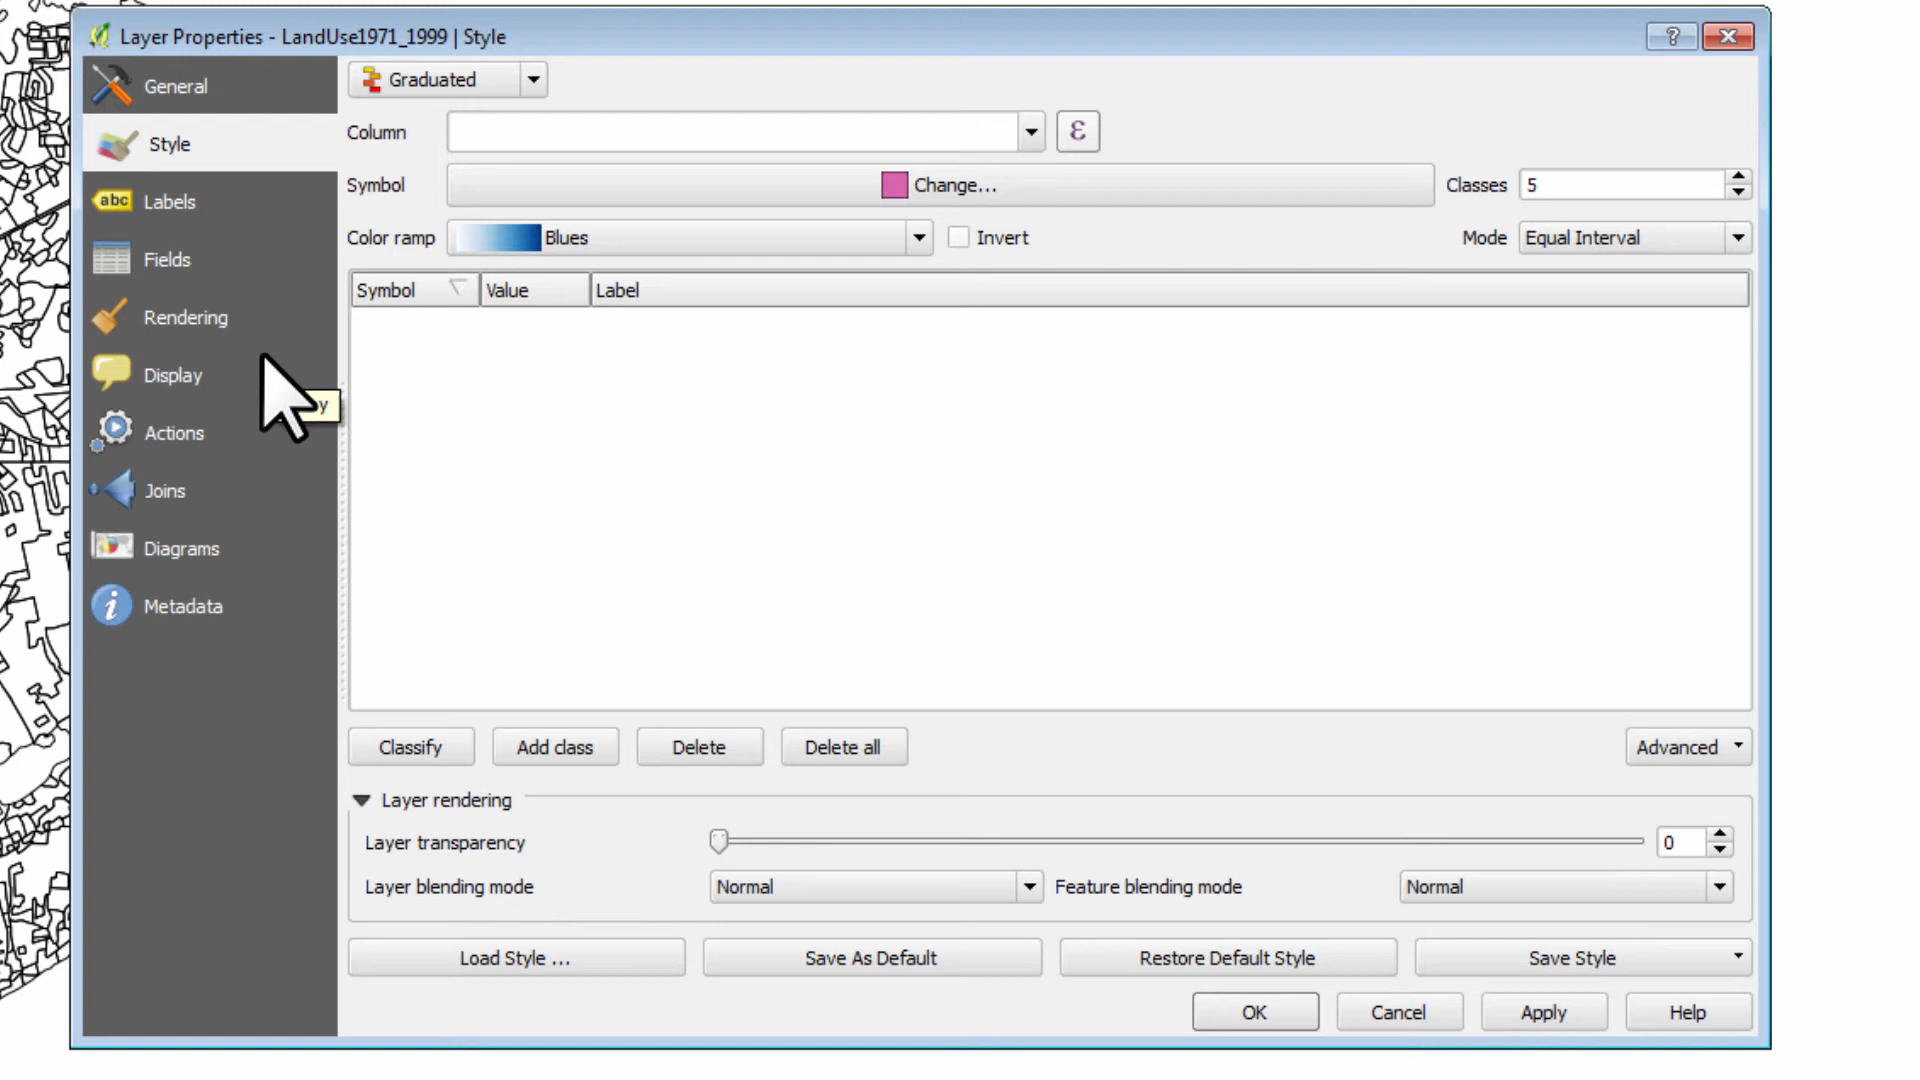 Layer Properties - LandUse1971_1999 | Style
General
Style
Labels
Fields
Rendering
Display
Actions
Joins
Diagrams
Metadata
abc
Graduated
Column
ε
Symbol
Change...
Classes
5
Color ramp
Blues
Invert
Mode
Equal Interval
Symbol
Value
Label
Classify
Add class
Delete
Delete all
Advanced
Layer rendering
Layer transparency
0
Layer blending mode
Normal
Feature blending mode
Normal
Load Style ...
Save As Default
Restore Default Style
Save Style
OK
Cancel
Apply
Help